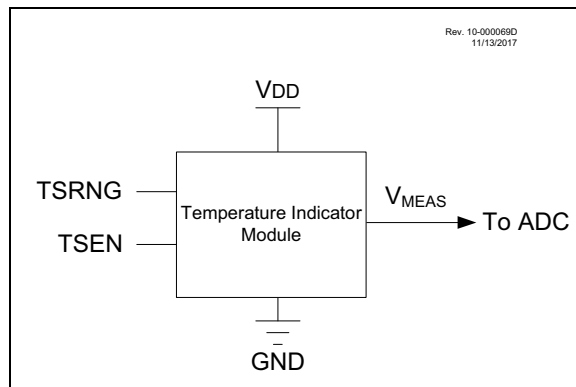 Rev. 10-000069D
11/13/2017
VDD
TSRNG
TSEN
Temperature Indicator
Module
VMEAS
To ADC
GND